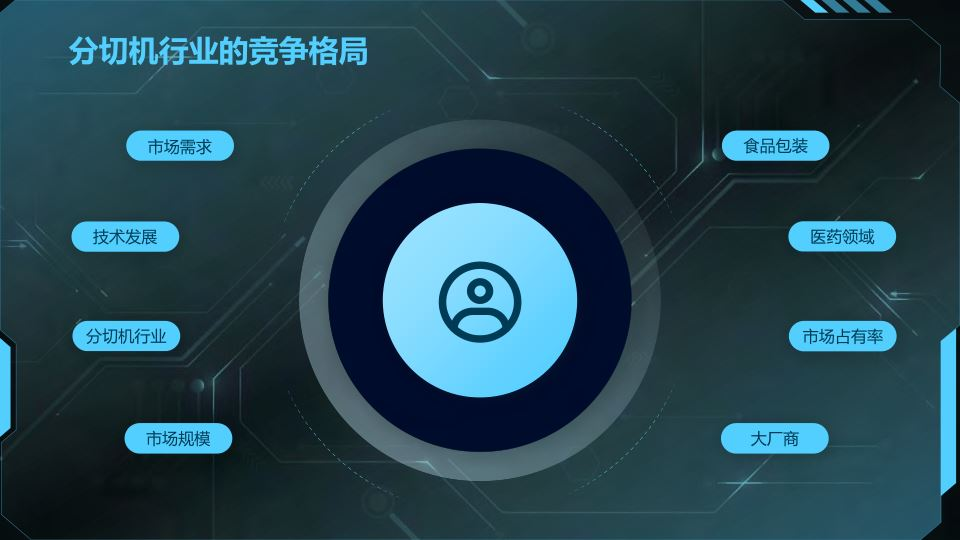 分切机行业的竞争格局
市场需求
技术发展
分切机行业
市场规模
食品包装
医药领域
市场占有率
大厂商